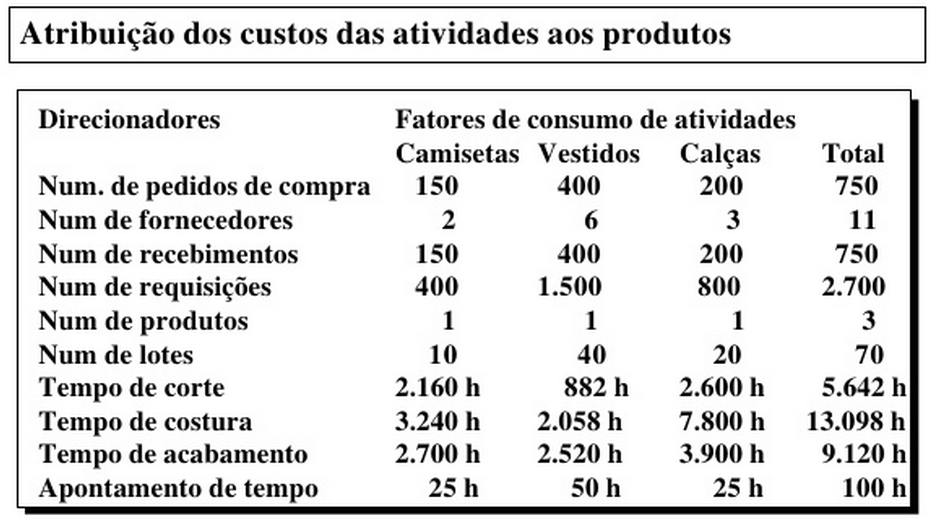 Atribuição dos custos das atividades aos produtos
Direcionadores Fatores de consumo de atividades
Camisetas Vestidos Calças Total
Num. de pedidos de compra 150 400 200 750
Num de fornecedores 2 6 3 11
Num de recebimentos 150 400 200 750
Num de requisições 400 1.500 800 2.700
Num de produtos 1 1 1 3
Num de lotes 10 40 20 70
Tempo de corte 2.160 h 882 h 2.600 h 5.642 h
Tempo de costura 3.240 h 2.058 h 7.800 h 13.098 h
Tempo de acabamento 2.700 h 2.520 h 3.900 h 9.120 h
Apontamento de tempo 25 h 50 h 25 h 100 h